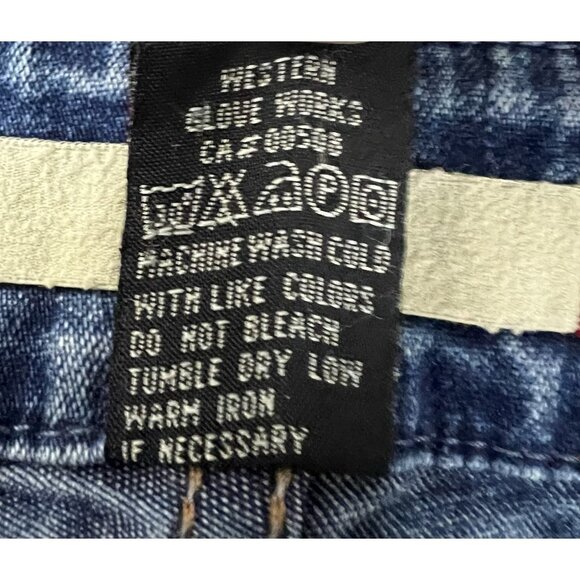 WESTERN
GLOVE WORKS
CA# 00508
P
MACHINE WASH COLD
WITH LIKE COLORS
DO NOT BLEACH
TUMBLE DRY LOW
WARM IRON
IF NECESSARY